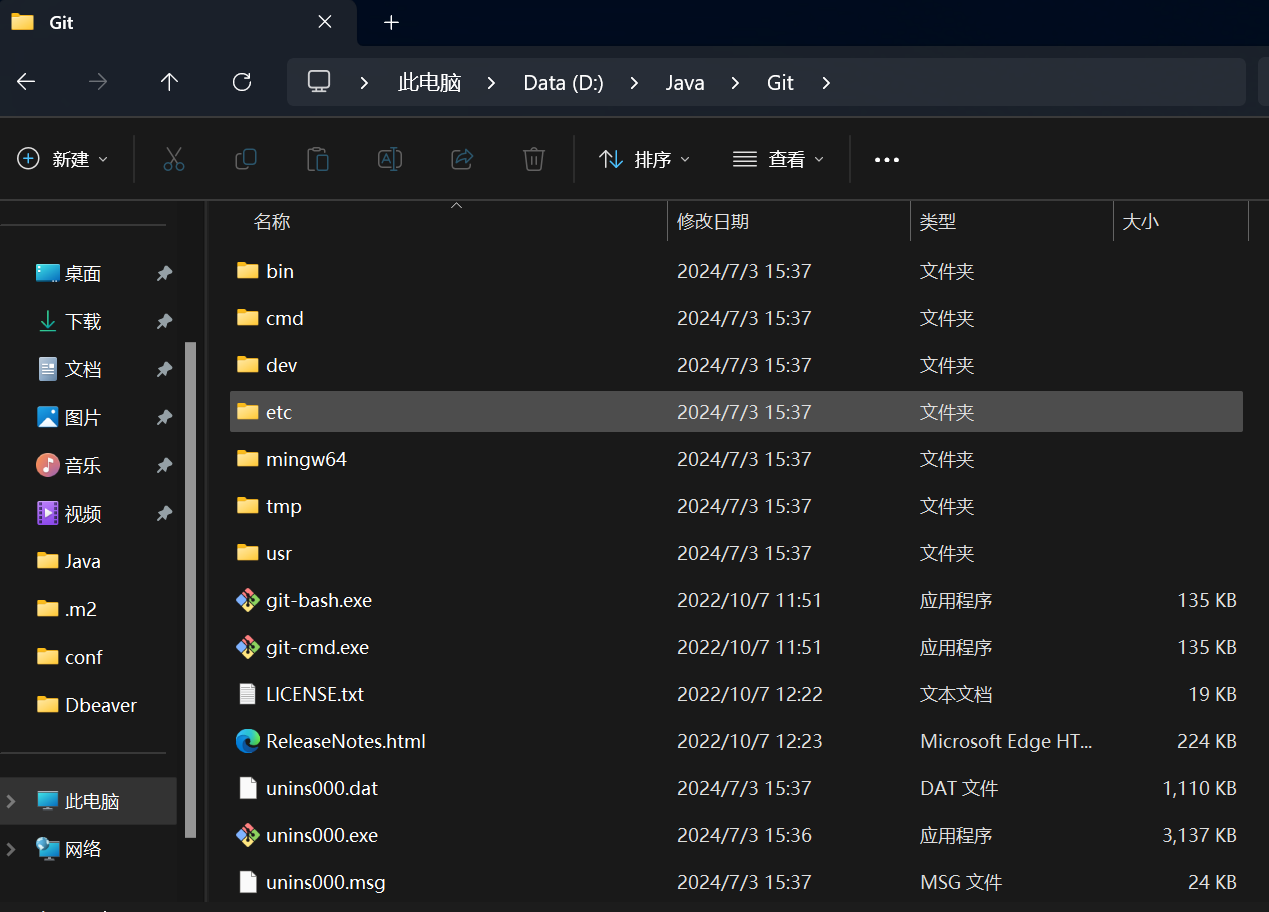 Git
此电脑 Data (D:) Java Git
新建 排序 查看
名称 修改日期 类型 大小
桌面
下载
文档
图片
音乐
视频
Java
.m2
conf
Dbeaver
此电脑
网络
bin 2024/7/3 15:37 文件夹
cmd 2024/7/3 15:37 文件夹
dev 2024/7/3 15:37 文件夹
etc 2024/7/3 15:37 文件夹
mingw64 2024/7/3 15:37 文件夹
tmp 2024/7/3 15:37 文件夹
usr 2024/7/3 15:37 文件夹
git-bash.exe 2022/10/7 11:51 应用程序 135 KB
git-cmd.exe 2022/10/7 11:51 应用程序 135 KB
LICENSE.txt 2022/10/7 12:22 文本文档 19 KB
ReleaseNotes.html 2022/10/7 12:23 Microsoft Edge HT... 224 KB
unins000.dat 2024/7/3 15:37 DAT 文件 1,110 KB
unins000.exe 2024/7/3 15:36 应用程序 3,137 KB
unins000.msg 2024/7/3 15:37 MSG 文件 24 KB